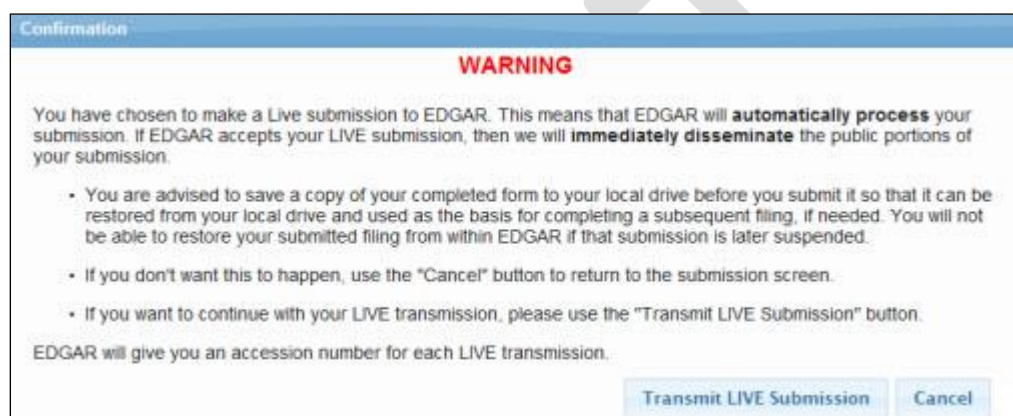 Confirmation
WARNING
You have chosen to make a Live submission to EDGAR. This means that EDGAR will automatically process your
submission. If EDGAR accepts your LIVE submission, then we will immediately disseminate the public portions of
your submission.
• You are advised to save a copy of your completed form to your local drive before you submit it so that it can be
restored from your local drive and used as the basis for completing a subsequent filing, if needed. You will not
be able to restore your submitted filing from within EDGAR if that submission is later suspended.
• If you don't want this to happen, use the "Cancel" button to return to the submission screen.
• If you want to continue with your LIVE transmission, please use the "Transmit LIVE Submission" button.
EDGAR will give you an accession number for each LIVE transmission.
Transmit LIVE Submission Cancel